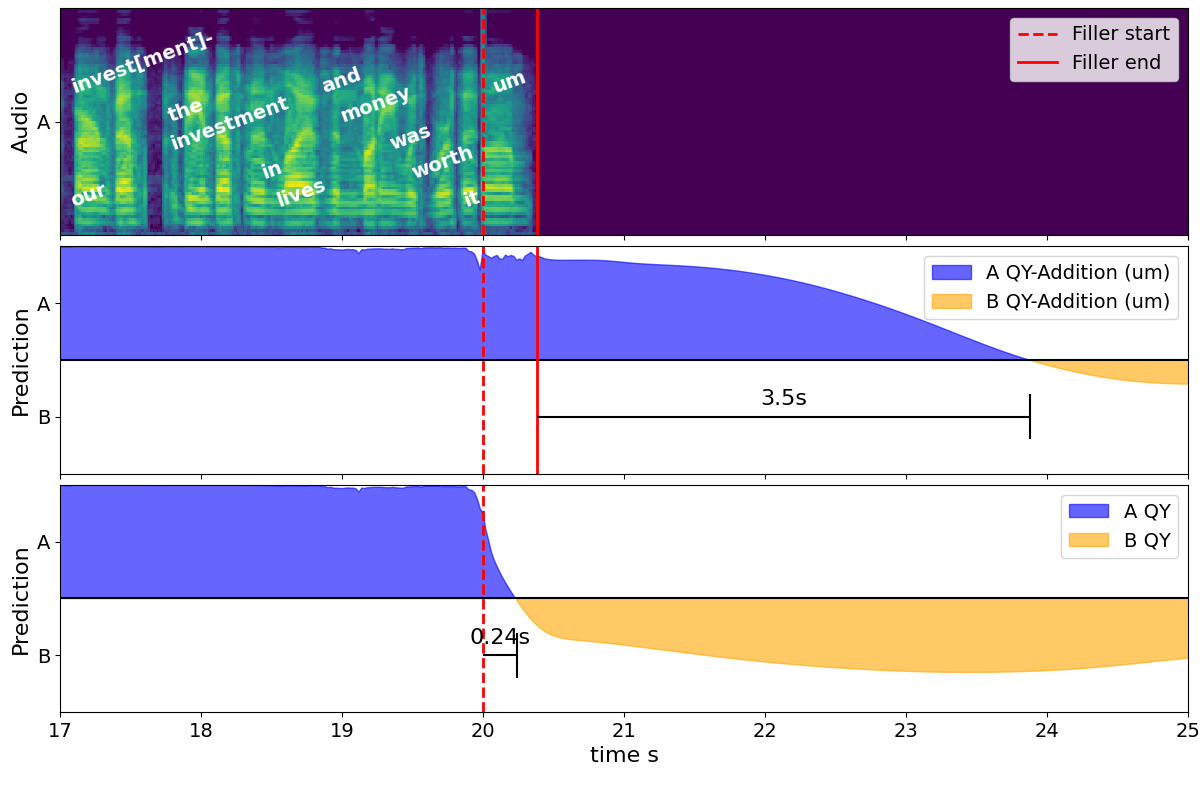 Audio
A
invest[ment]-
the
investment
and
money
um
was
in
worth
our
lives
it
Filler start
Filler end
Prediction
A
B
A QY-Addition (um)
B QY-Addition (um)
3.5s
Prediction
A
B
A QY
B QY
0.24s
17 18 19 20 21 22 23 24 25
time s